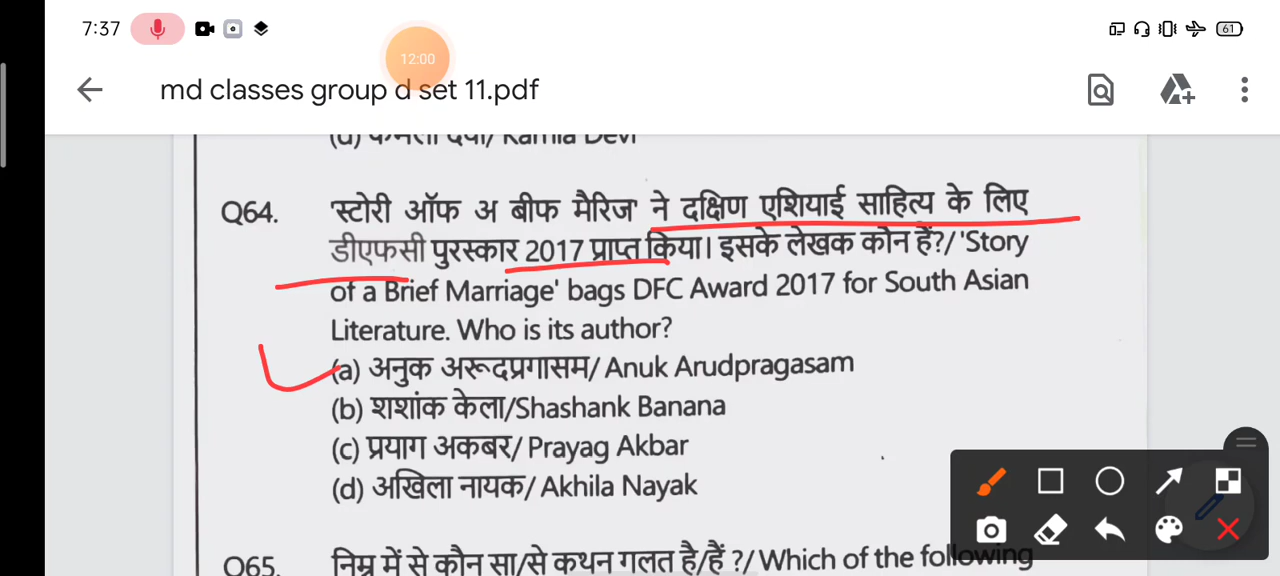 7:37
61
12:00
md classes group d set 11.pdf
Kamla Devi
Q64. 'स्टोरी ऑफ अ बीफ मैरिज' ने दक्षिण एशियाई साहित्य के लिए
डीएफसी पुरस्कार 2017 प्राप्त किया। इसके लेखक कौन हैं?/ 'Story
of a Brief Marriage' bags DFC Award 2017 for South Asian
Literature. Who is its author?
(a) अनुक अरूदप्रगासम/ Anuk Arudpragasam
(b) शशांक केला/Shashank Banana
(c) प्रयाग अकबर/ Prayag Akbar
(d) अखिला नायक/ Akhila Nayak
Q65. निम्न में से कौन सा/से कथन गलत है/हैं ?/ Which of the following